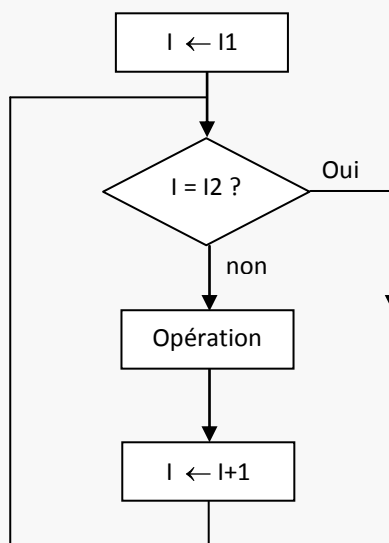 I ← I1
I = I2 ?
Oui
non
Opération
I ← I+1